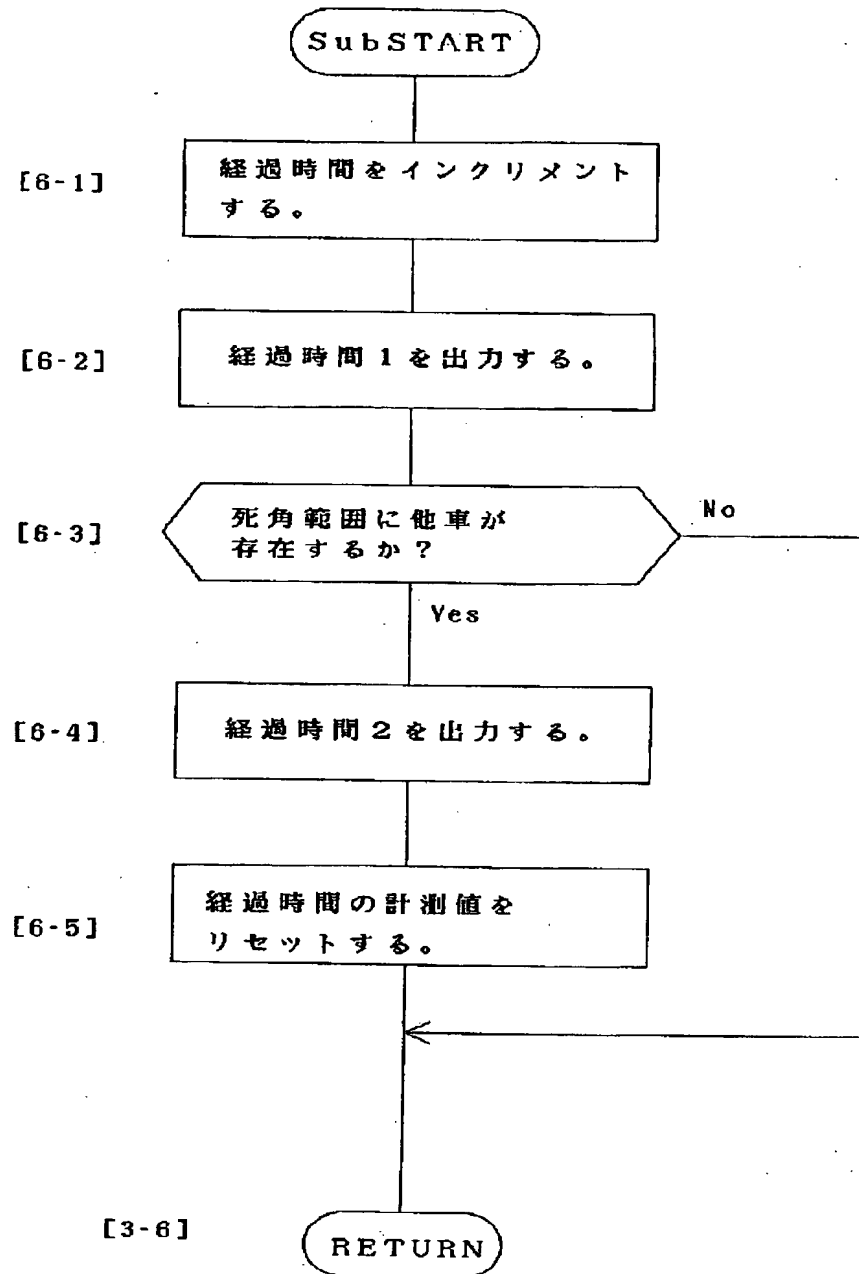 SubSTART
[6-1]
経過時間をインクリメント
する。
[6-2]
経過時間1を出力する。
[6-3]
死角範囲に他車が
存在するか?
No
Yes
[6-4]
経過時間2を出力する。
[6-5]
経過時間の計測値を
リセットする。
[3-6]
RETURN